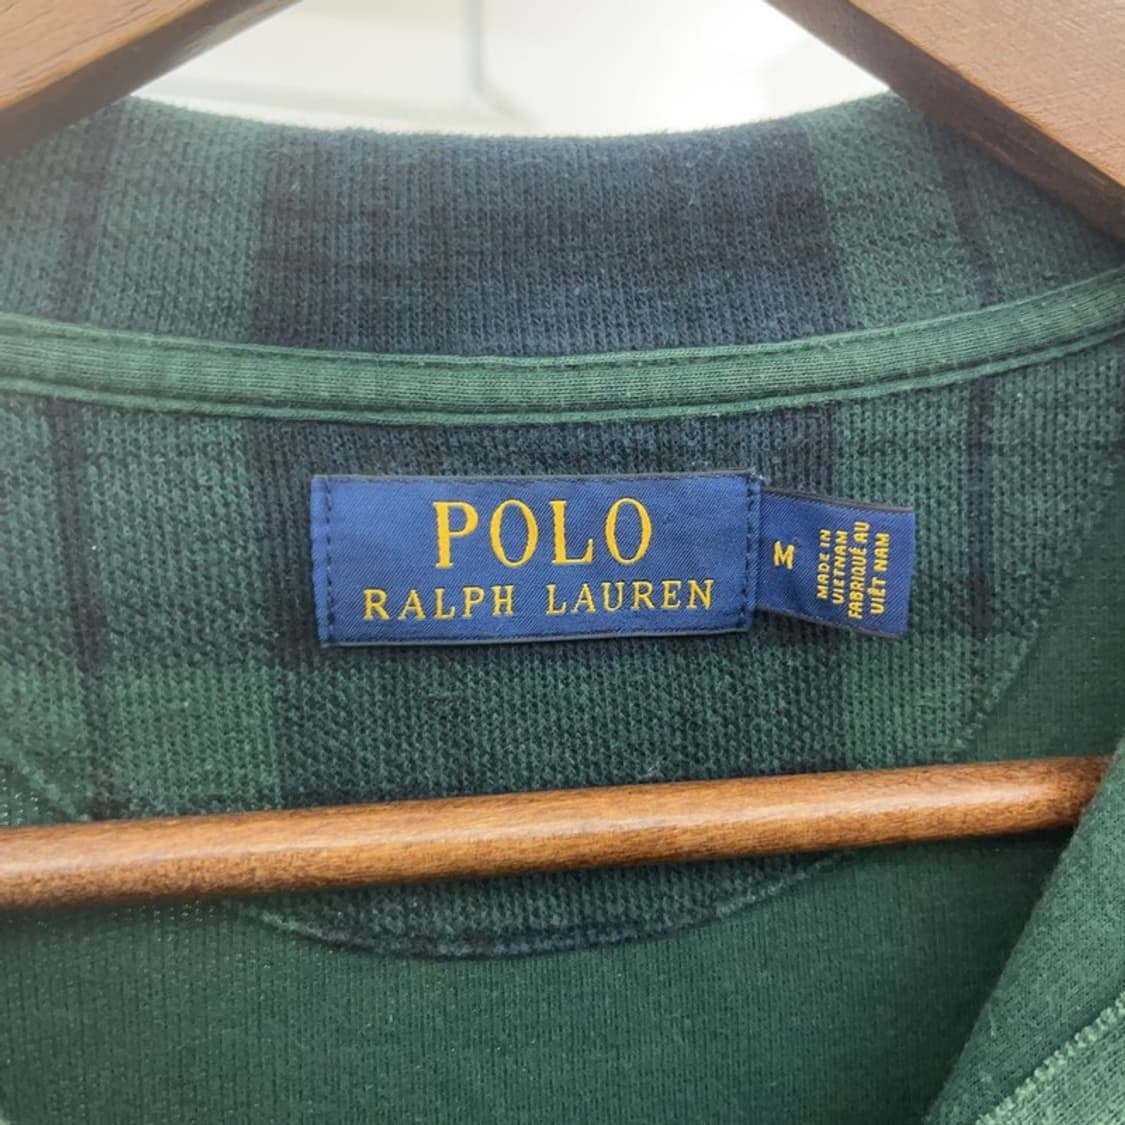 POLO
RALPH LAUREN
M
MADE IN
VIETNAM
FABRIQUÉ AU
VIÊT NAM